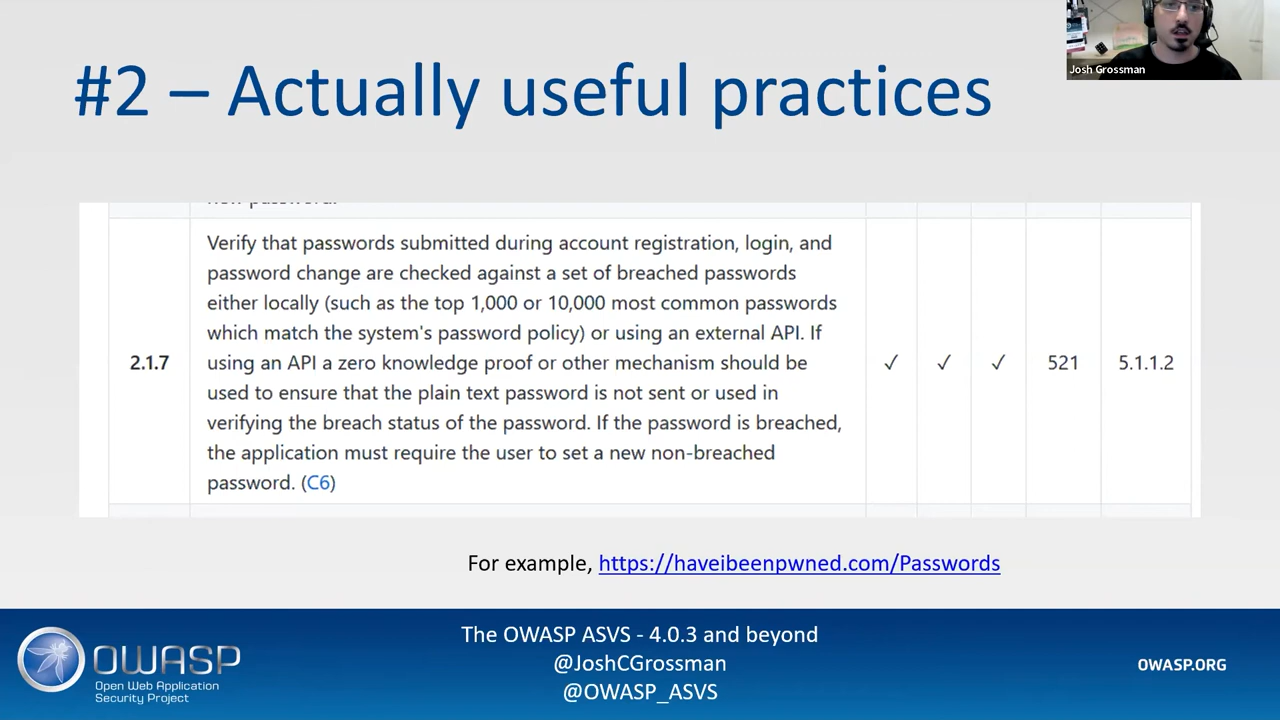 Josh Grossman
#2 – Actually useful practices
2.1.7
Verify that passwords submitted during account registration, login, and
password change are checked against a set of breached passwords
either locally (such as the top 1,000 or 10,000 most common passwords
which match the system's password policy) or using an external API. If
using an API a zero knowledge proof or other mechanism should be
used to ensure that the plain text password is not sent or used in
verifying the breach status of the password. If the password is breached,
the application must require the user to set a new non-breached
password. (C6)
✓ ✓ ✓ 521 5.1.1.2
For example, https://haveibeenpwned.com/Passwords
OWASP
Open Web Application
Security Project
The OWASP ASVS - 4.0.3 and beyond
@JoshCGrossman
@OWASP_ASVS
OWASP.ORG